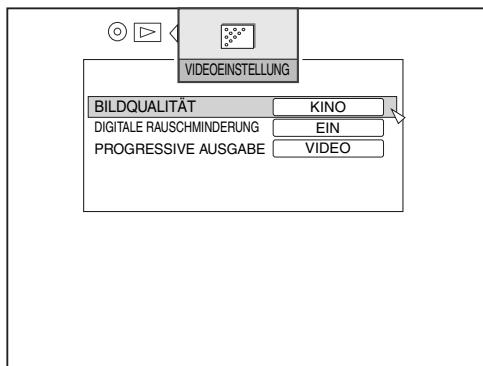 VIDEOEINSTELLUNG
BILDQUALITÄT KINO
DIGITALE RAUSCHMINDERUNG EIN
PROGRESSIVE AUSGABE VIDEO